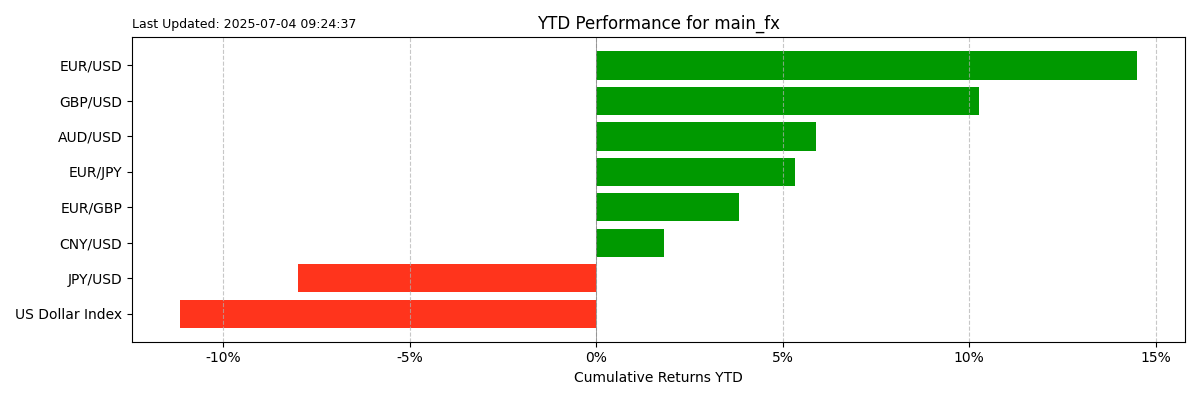 Last Updated: 2025-07-04 09:24:37
YTD Performance for main_fx
EUR/USD
GBP/USD
AUD/USD
EUR/JPY
EUR/GBP
CNY/USD
JPY/USD
US Dollar Index
-10% -5% 0% 5% 10% 15%
Cumulative Returns YTD